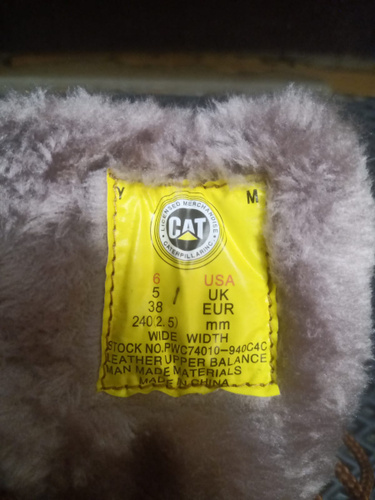 Y M
LICENSED MERCHANDISE
CAT
CATERPILLAR INC
6 USA
5 / UK
38 EUR
240(2.5) mm
WIDE WIDTH
STOCK NO.PWC74010-940C4C
LEATHER UPPER BALANCE
MAN MADE MATERIALS
MADE IN CHINA